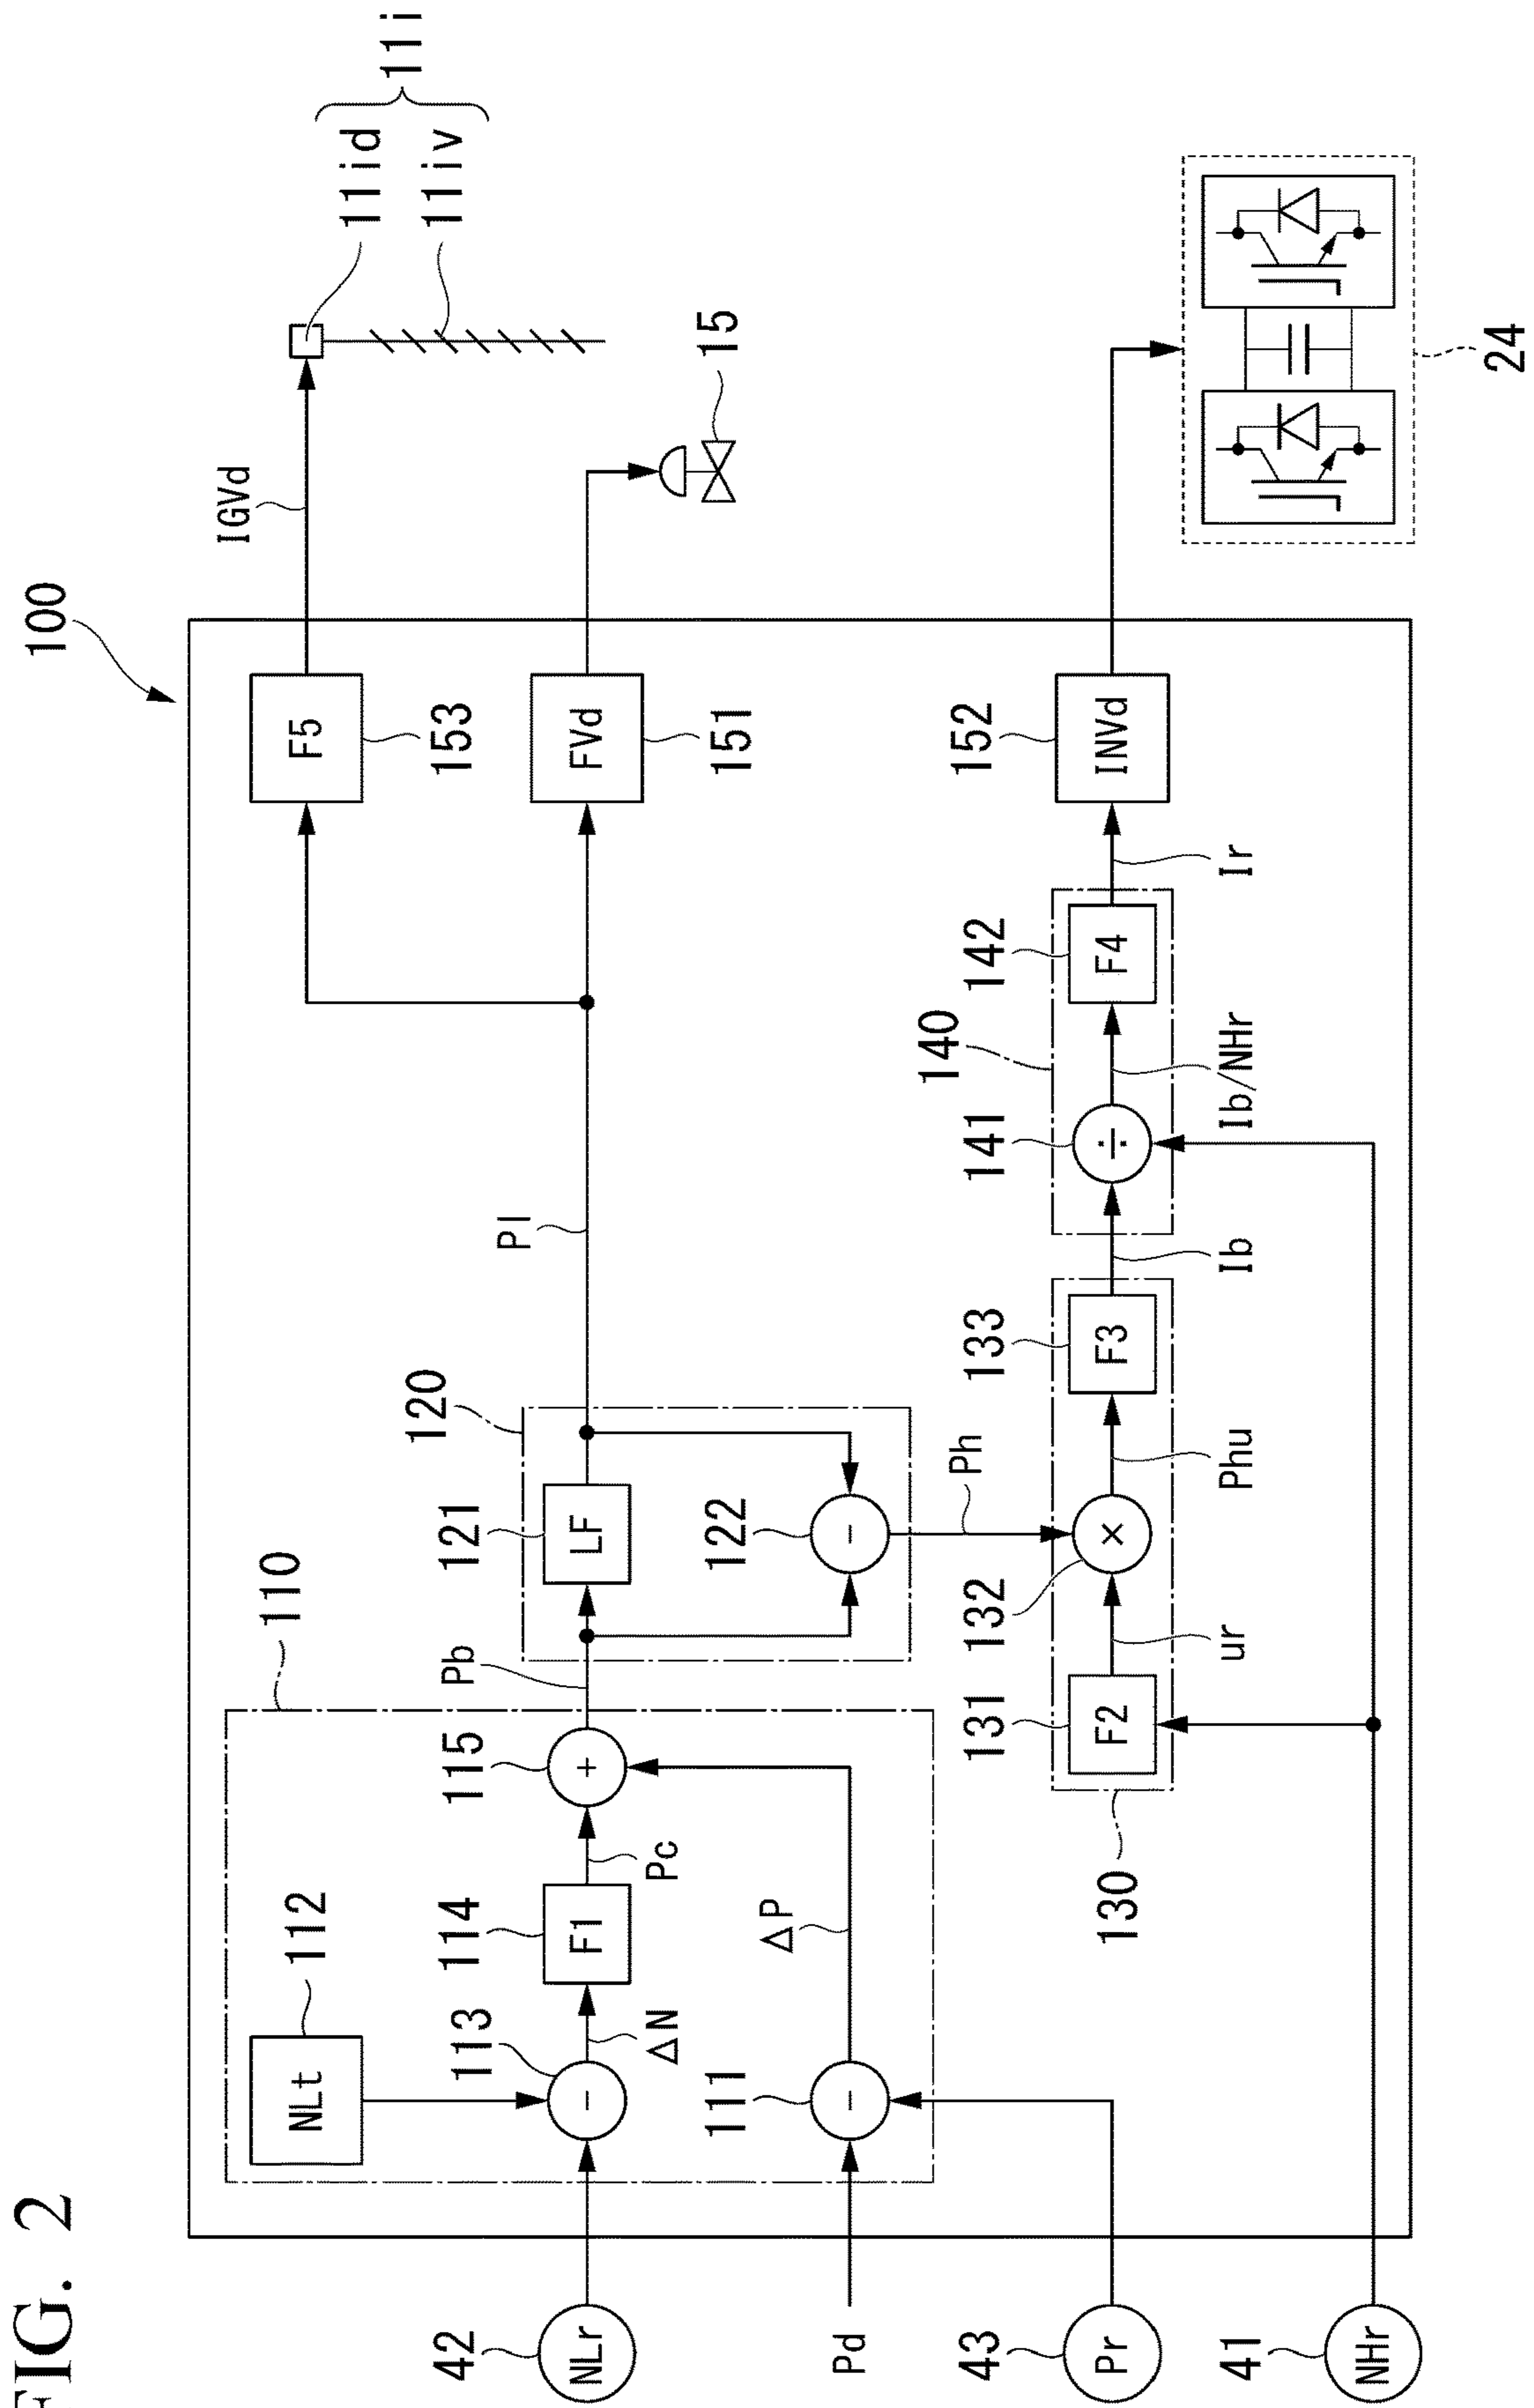 FIG. 2
100
110
112
NLt
42
NLr
113
ΔN
114
F1
Pc
115
Pb
120
121
LF
122
Pl
Ph
153
F5
IGVd
11i
11id
11iv
151
FVd
15
Pd
111
ΔP
43
Pr
130
131
F2
ur
132
Phu
133
F3
Ib
140
141
Ib/NHr
142
F4
Ir
152
INVd
24
41
NHr
+
-
-
-
×
÷